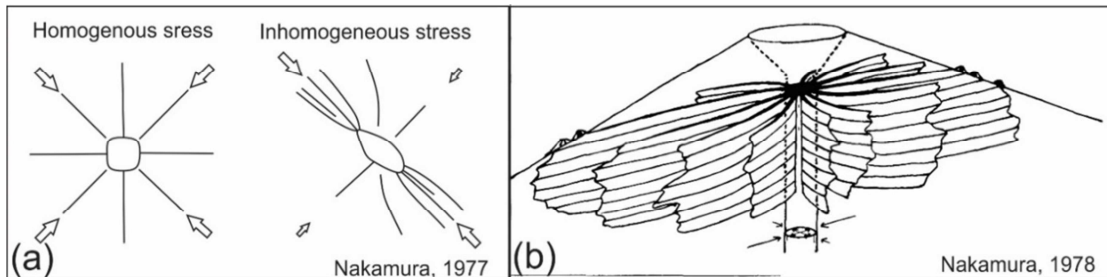 Homogenous sress
Inhomogeneous stress
(a)
Nakamura, 1977
(b)
Nakamura, 1978